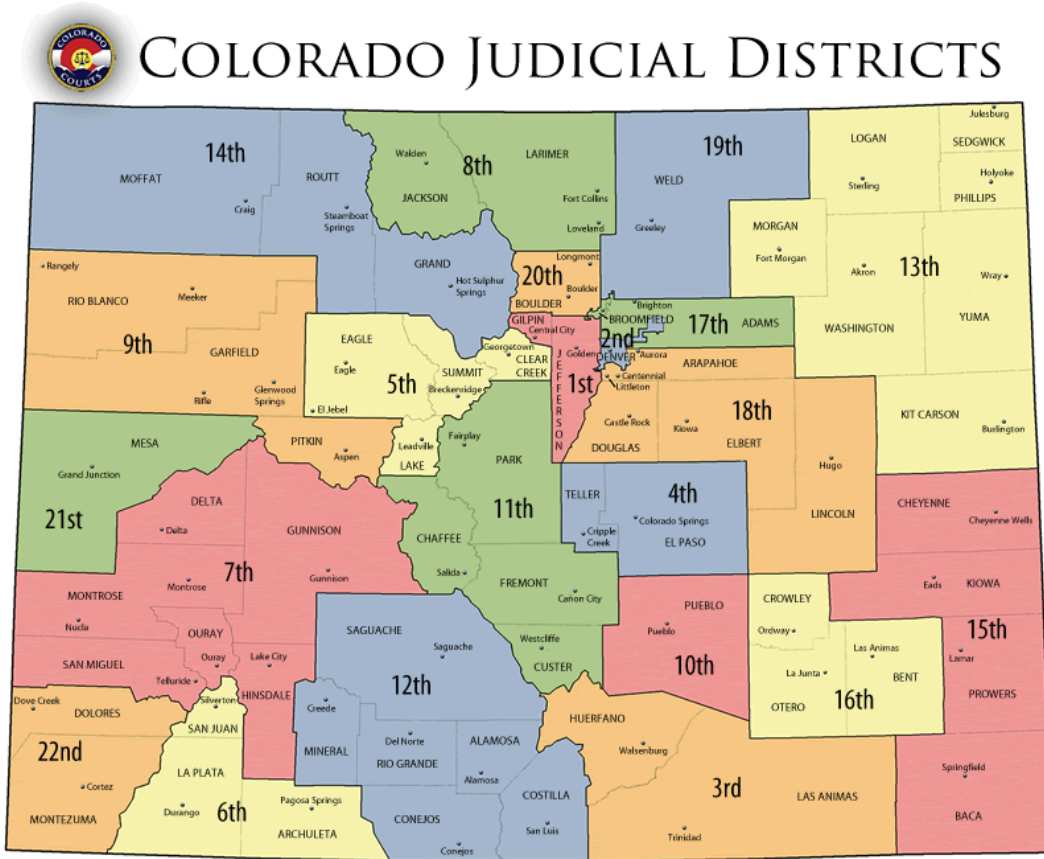 COLORADO
COURTS
COLORADO JUDICIAL DISTRICTS
14th
MOFFAT
ROUTT
Craig
Steamboat
Springs
8th
Walden
LARIMER
JACKSON
Fort Collins
Loveland
GRAND
Hot Sulphur
Springs
19th
WELD
Greeley
LOGAN
Sterling
Julesburg
SEDGWICK
Holyoke
PHILLIPS
MORGAN
Fort Morgan
13th
Akron
Wray
WASHINGTON
YUMA
KIT CARSON
Burlington
Rangely
RIO BLANCO
Meeker
9th
GARFIELD
Rifle
Glenwood
Springs
PITKIN
Aspen
20th
Longmont
Boulder
BOULDER
GILPIN
Central City
Georgetown
CLEAR
CREEK
EAGLE
Eagle
5th
SUMMIT
Breckenridge
El Jebel
Leadville
LAKE
Golden
JEFFERSON
1st
Brighton
BROOMFIELD
17th
ADAMS
2nd
DENVER
Aurora
ARAPAHOE
Centennial
Littleton
18th
Castle Rock
Kiowa
DOUGLAS
ELBERT
Hugo
LINCOLN
MESA
Grand Junction
21st
DELTA
Delta
GUNNISON
7th
Montrose
Gunnison
MONTROSE
Nucla
OURAY
Ouray
SAN MIGUEL
Telluride
Lake City
HINSDALE
Fairplay
PARK
11th
CHAFFEE
Salida
FREMONT
Cañon City
Westcliffe
CUSTER
TELLER
4th
Colorado Springs
Cripple
Creek
EL PASO
CHEYENNE
Cheyenne Wells
Eads
KIOWA
15th
Lamar
PROWERS
Springfield
BACA
PUEBLO
Pueblo
10th
CROWLEY
Ordway
Las Animas
La Junta
BENT
OTERO
16th
SAGUACHE
Saguache
12th
Creede
MINERAL
Del Norte
RIO GRANDE
ALAMOSA
Alamosa
COSTILLA
San Luis
CONEJOS
Conejos
Dove Creek
DOLORES
22nd
Cortez
MONTEZUMA
Silverton
SAN JUAN
LA PLATA
Durango
6th
Pagosa Springs
ARCHULETA
HUERFANO
Walsenburg
3rd
LAS ANIMAS
Trinidad